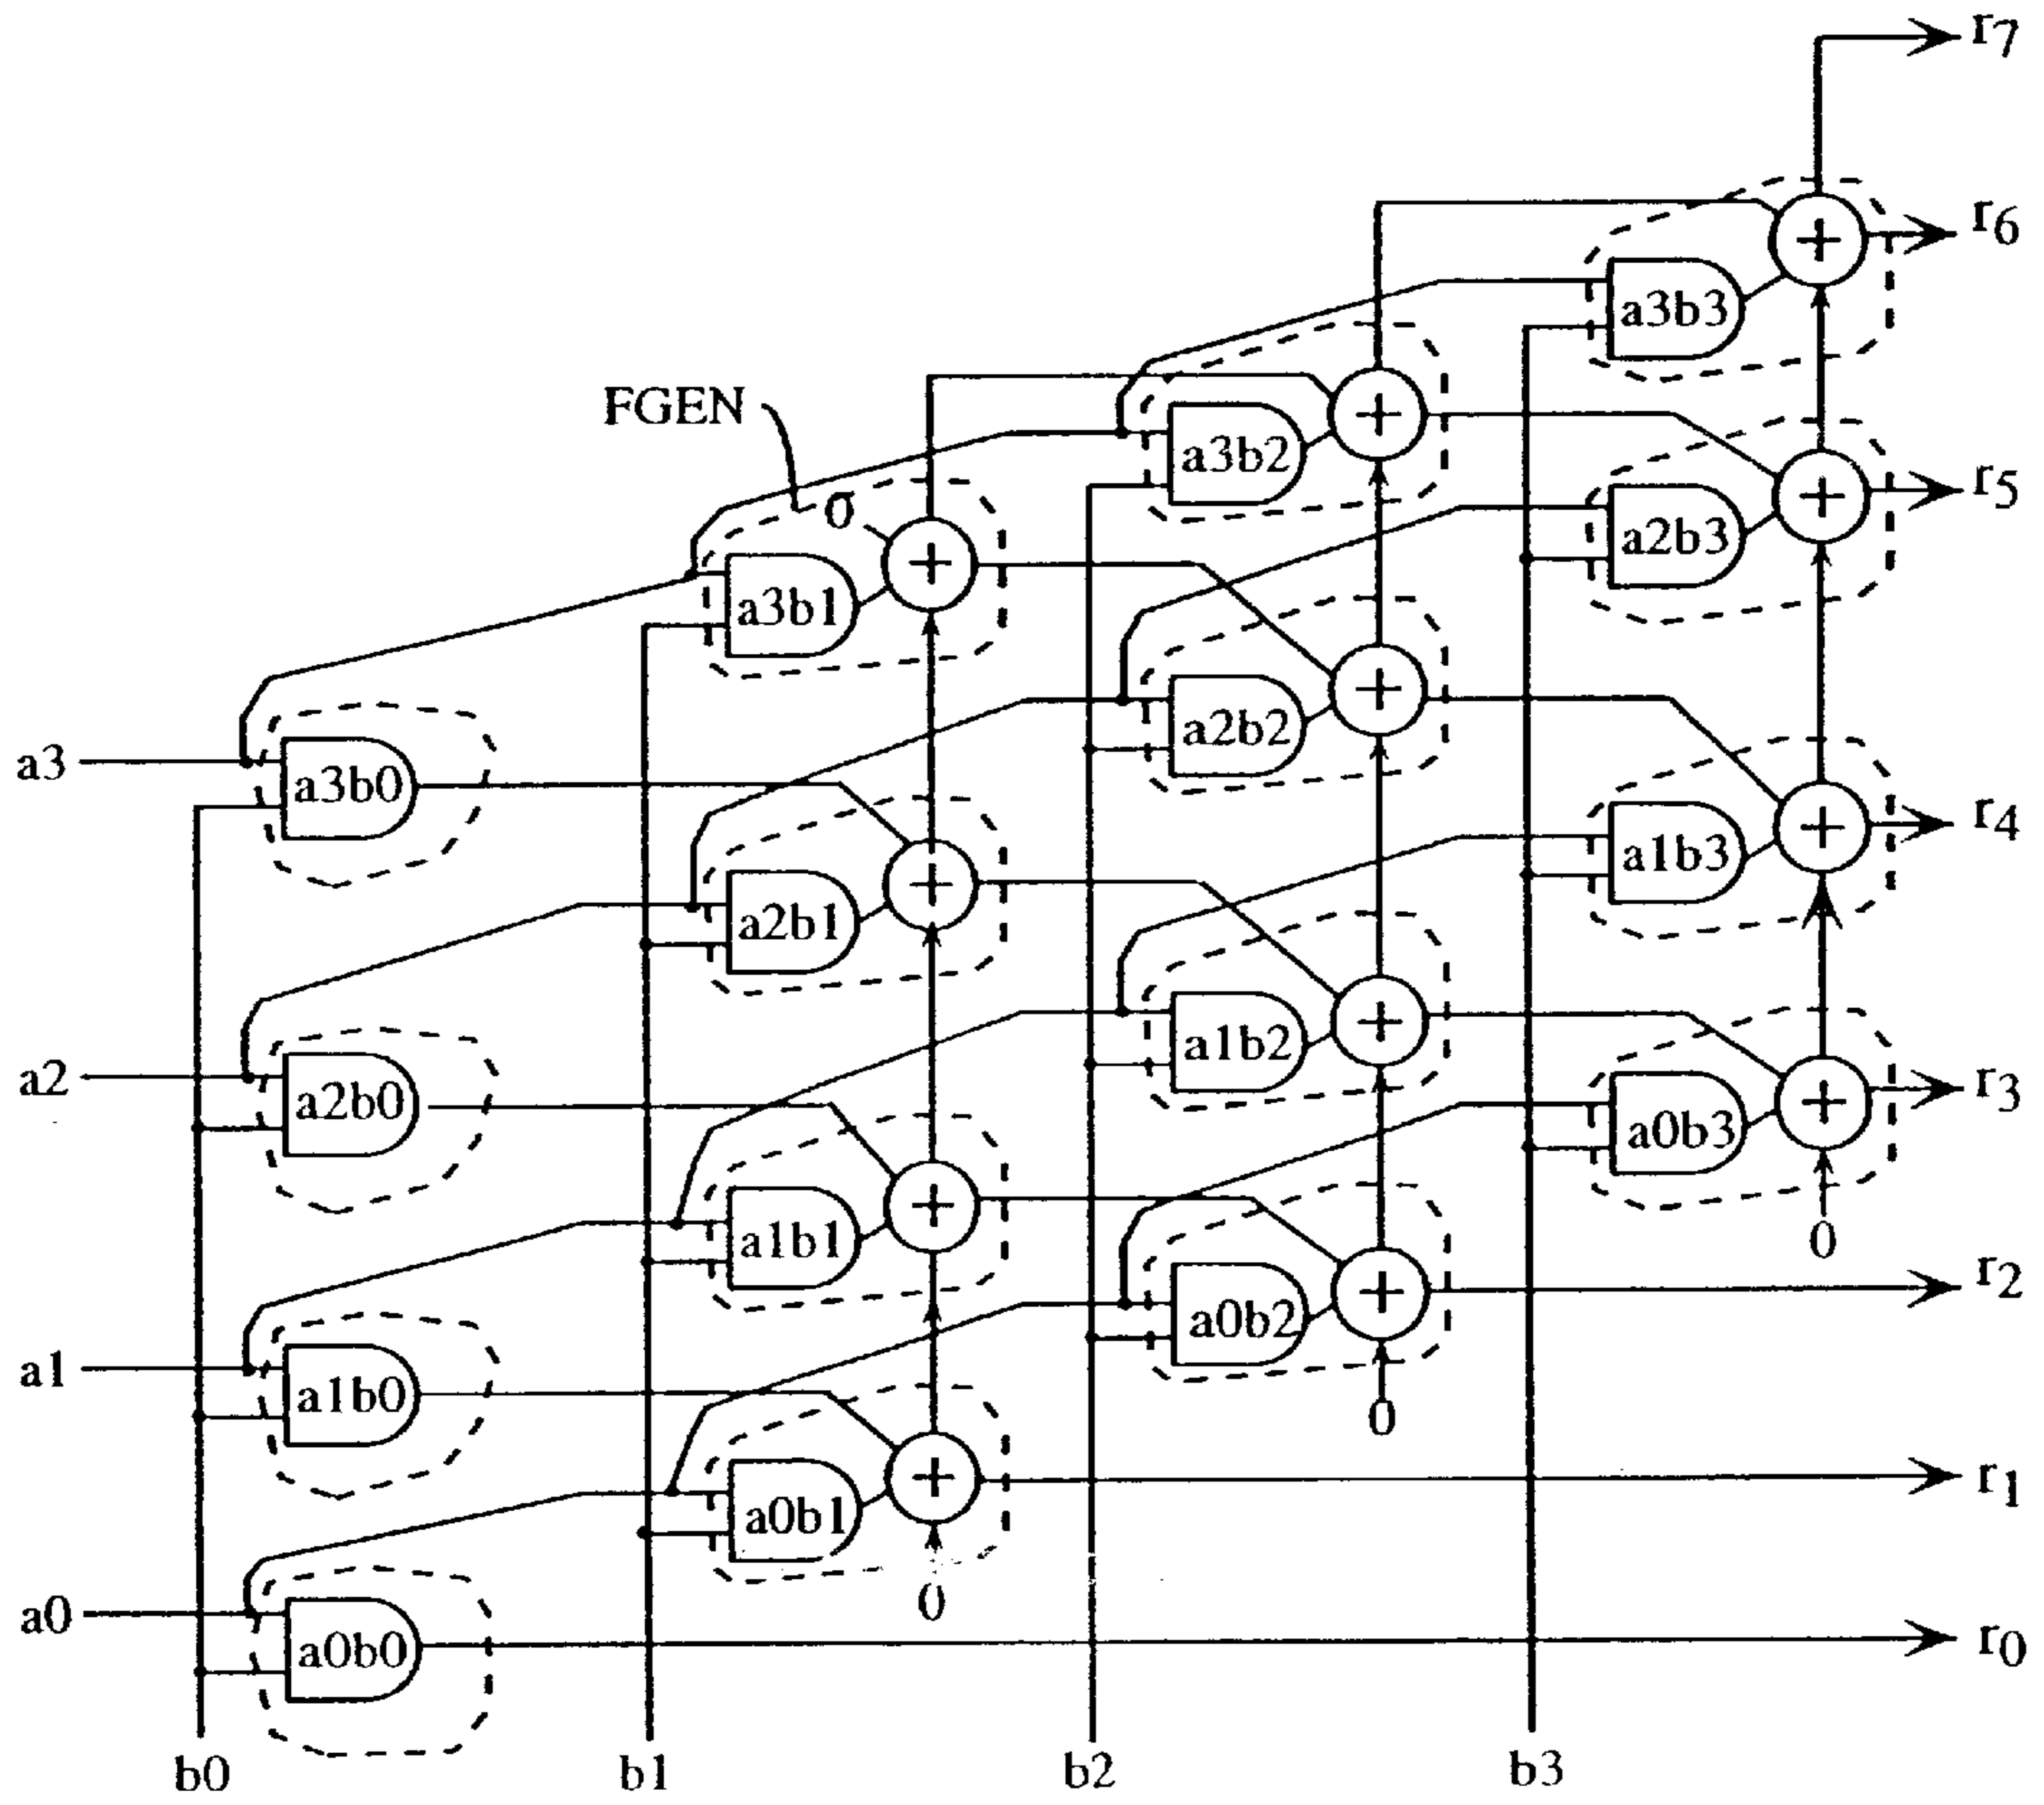 r7
r6
a3b3
FGEN
a3b2
+
+
r5
0
+
a2b3
+
a3b1
a3
a3b0
a2b2
+
r4
a1b3
+
a2b1
+
a2
a2b0
a1b2
+
r3
a0b3
+
a1b1
+
0
r2
a1
a1b0
a0b2
+
0
r1
a0b1
+
0
a0
a0b0
r0
b0
b1
b2
b3